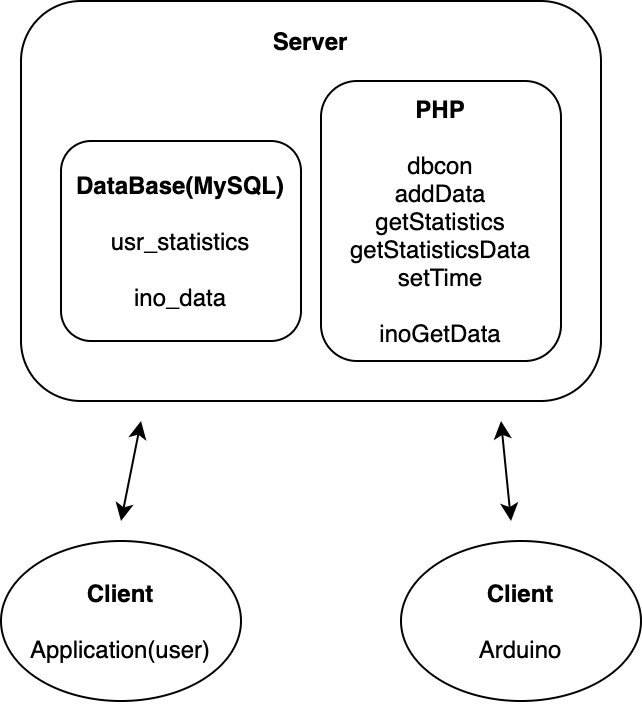 Server
DataBase(MySQL)
usr_statistics
ino_data
PHP
dbcon
addData
getStatistics
getStatisticsData
setTime
inoGetData
Client
Application(user)
Client
Arduino